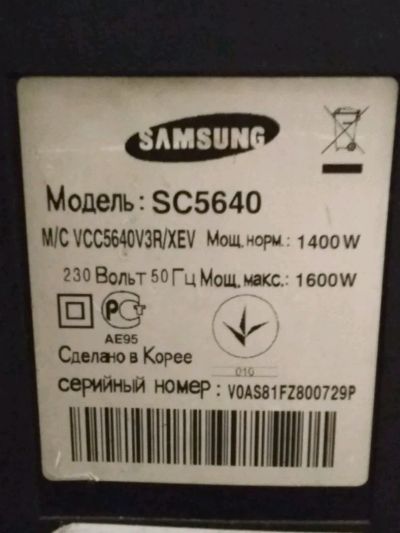 SAMSUNG
Модель: SC5640
M/C VCC5640V3R/XEV Мощ. норм.: 1400W
230 Вольт 50 Гц Мощ. макс.: 1600W
АЕ95
010
Сделано в Корее
серийный номер: V0AS81FZ800729P